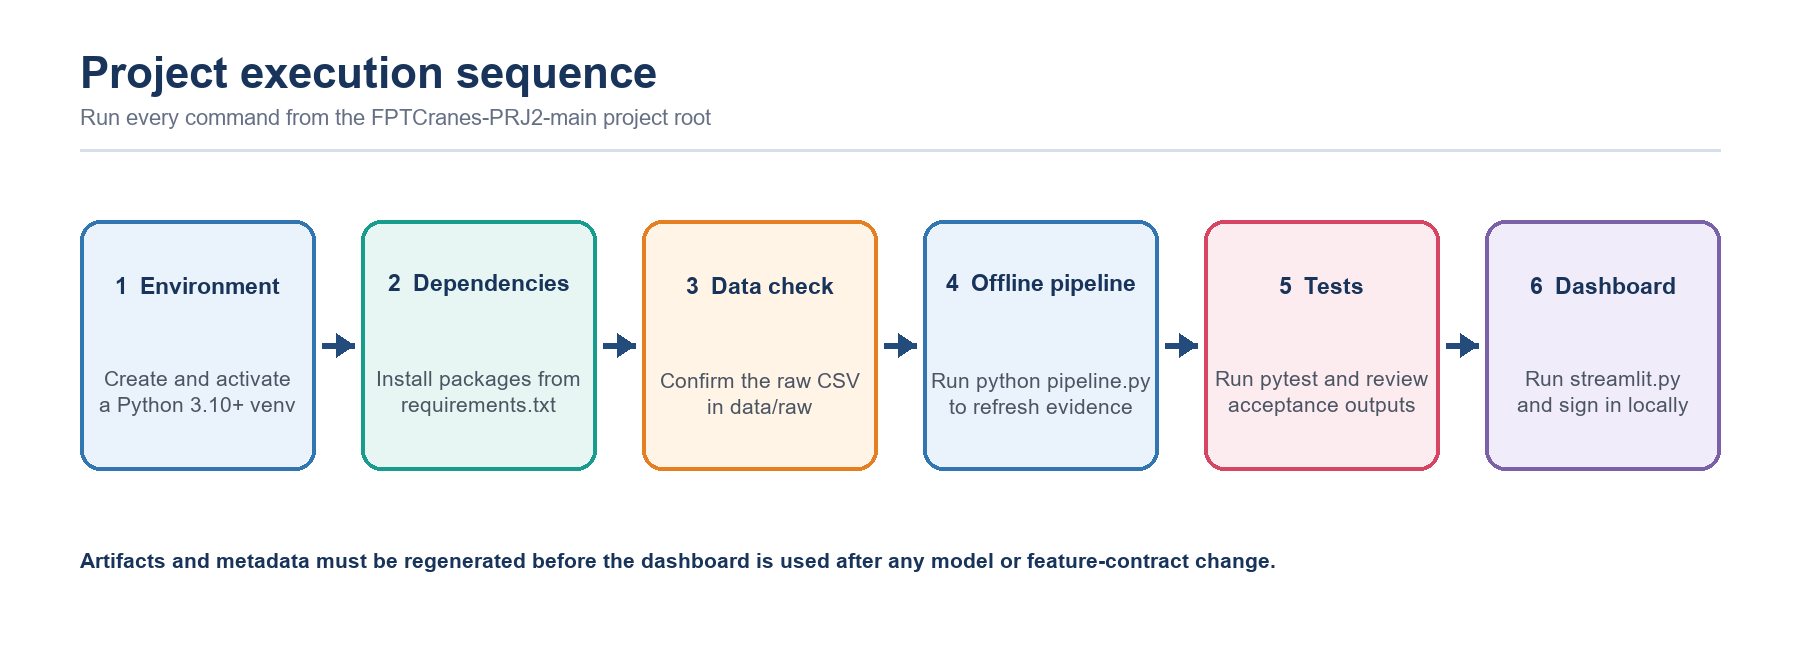 Project execution sequence
Run every command from the FPTCranes-PRJ2-main project root
1 Environment
Create and activate
a Python 3.10+ venv
2 Dependencies
Install packages from
requirements.txt
3 Data check
Confirm the raw CSV
in data/raw
4 Offline pipeline
Run python pipeline.py
to refresh evidence
5 Tests
Run pytest and review
acceptance outputs
6 Dashboard
Run streamlit.py
and sign in locally
Artifacts and metadata must be regenerated before the dashboard is used after any model or feature-contract change.